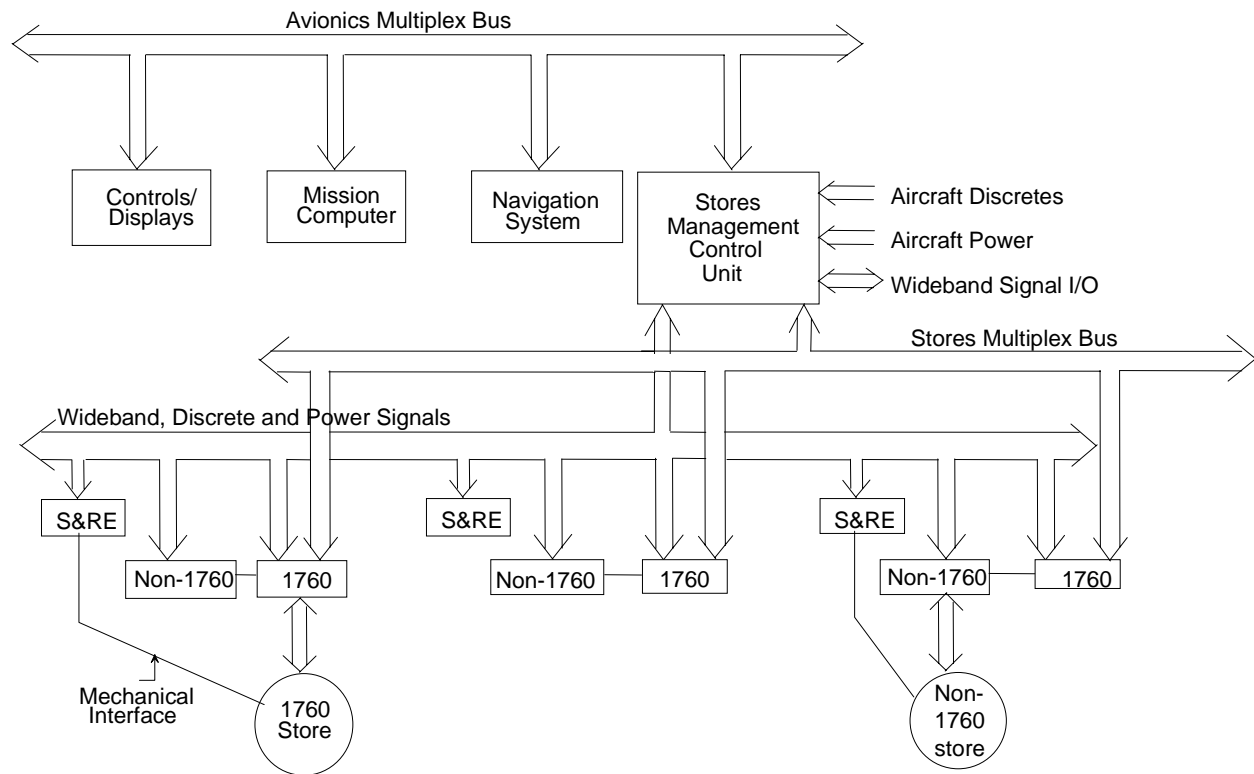 Avionics Multiplex Bus
Controls/
Displays
Mission
Computer
Navigation
System
Stores
Management
Control
Unit
Aircraft Discretes
Aircraft Power
Wideband Signal I/O
Stores Multiplex Bus
Wideband, Discrete and Power Signals
S&RE
S&RE
S&RE
Non-1760
1760
Non-1760
1760
Non-1760
1760
Mechanical
Interface
1760
Store
Non-
1760
store